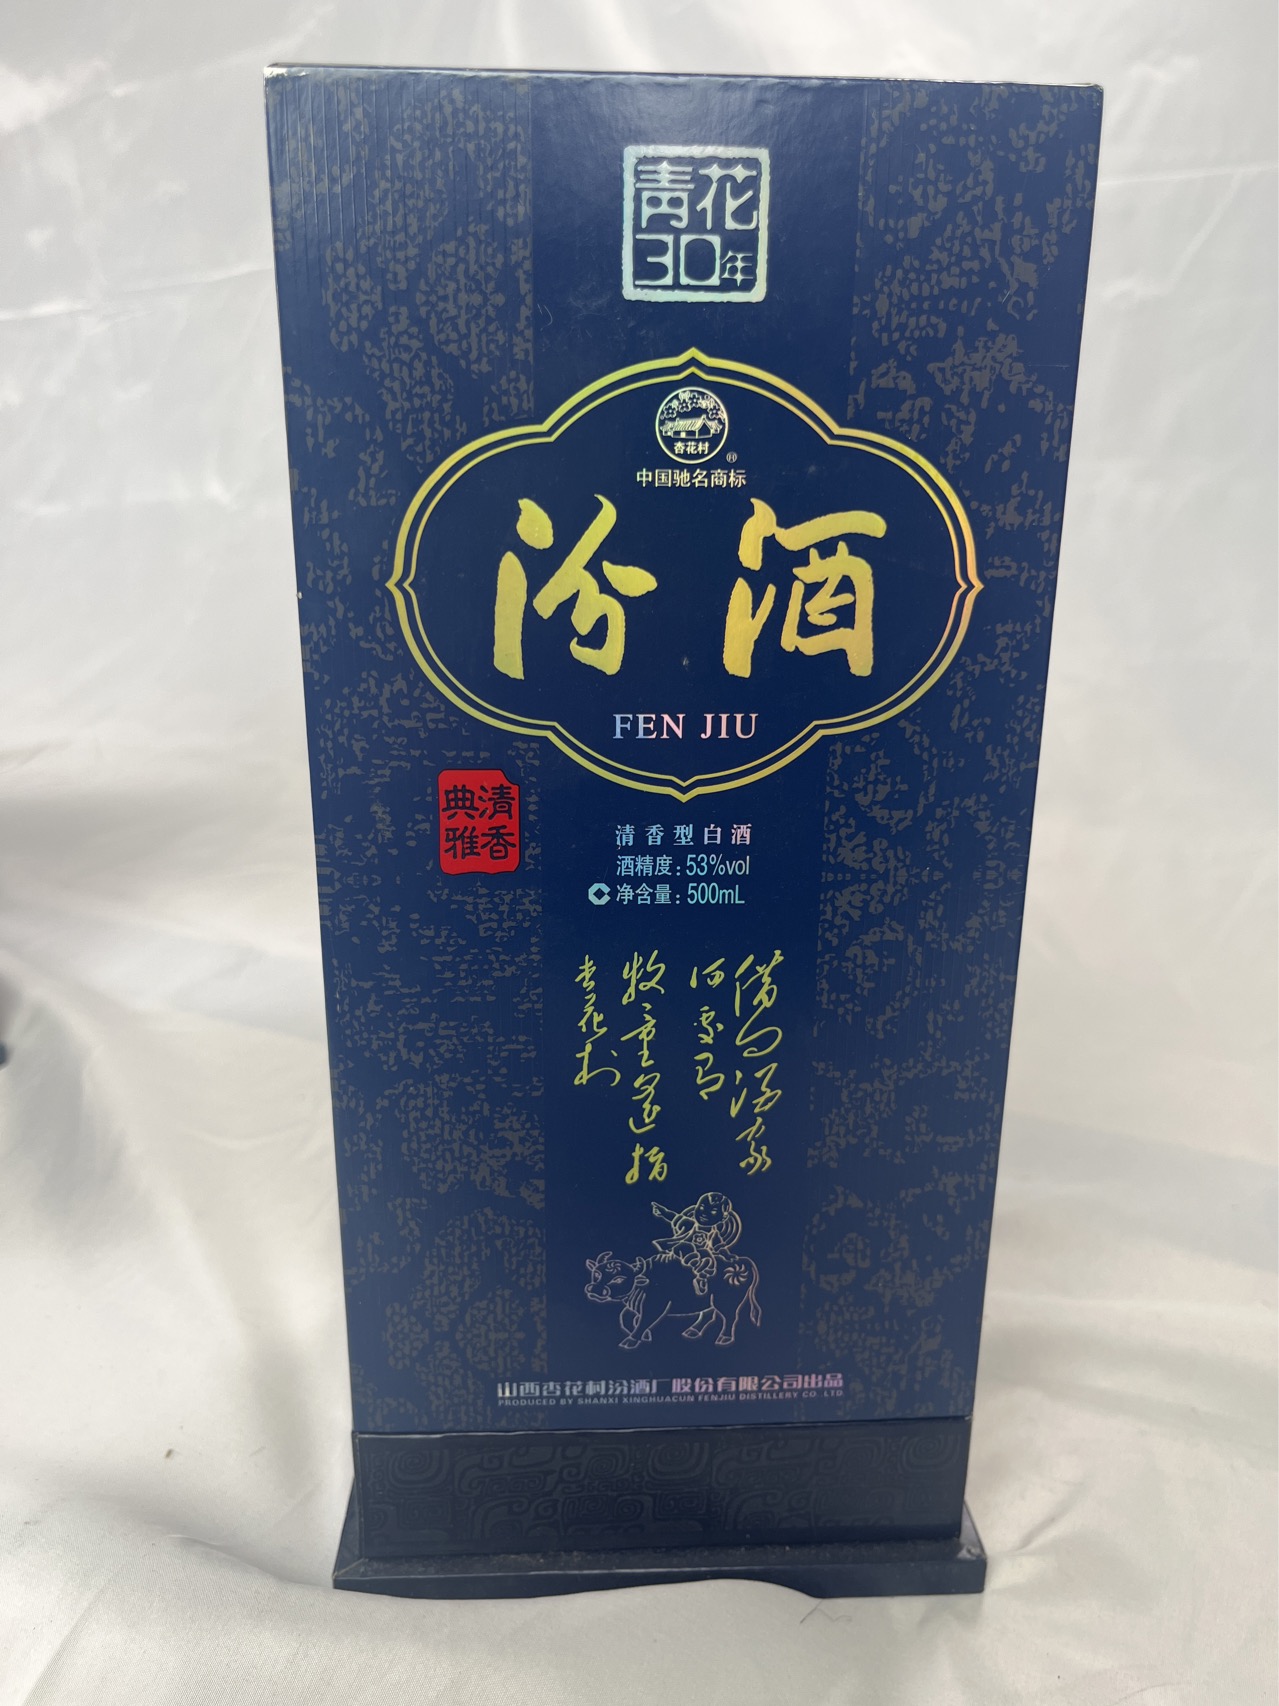 青花
30年
杏花村
®
中国驰名商标
汾酒
FEN JIU
清香
典雅
清香型白酒
酒精度:53%vol
净含量:500mL
借问酒家
何处有
牧童遥指
杏花村
山西杏花村汾酒厂股份有限公司出品
PRODUCED BY SHANXI XINGHUACUN FENJIU DISTILLERY CO. LTD.